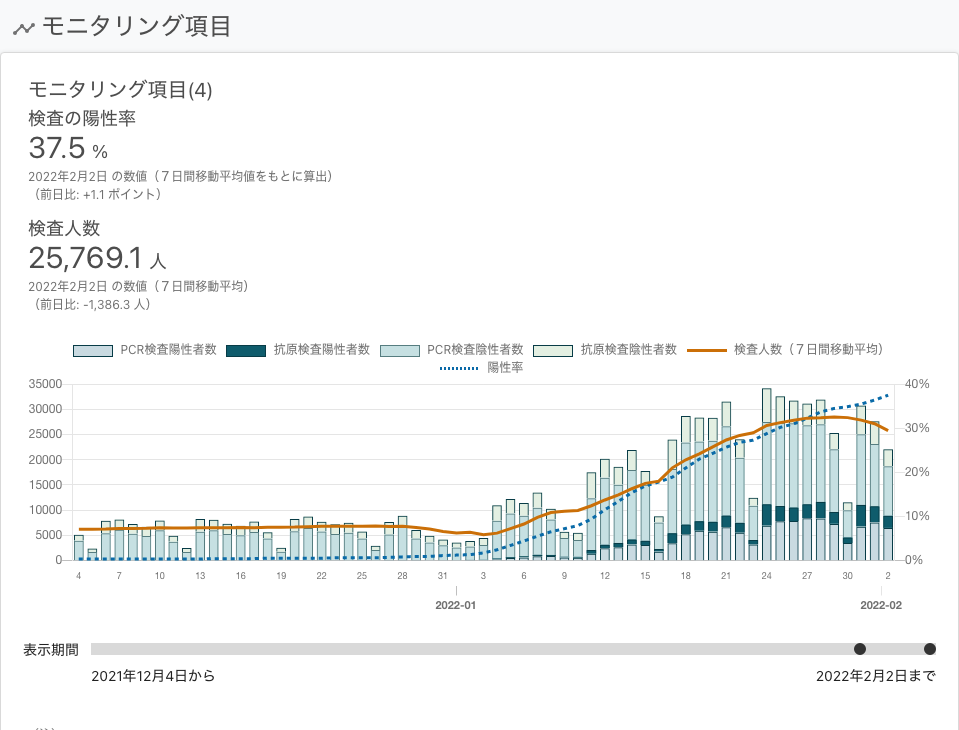 モニタリング項目
モニタリング項目(4)
検査の陽性率
37.5 %
2022年2月2日 の数値（７日間移動平均値をもとに算出）
（前日比: +1.1 ポイント）
検査人数
25,769.1 人
2022年2月2日 の数値（７日間移動平均）
（前日比: -1,386.3 人）
PCR検査陽性者数 抗原検査陽性者数 PCR検査陰性者数 抗原検査陰性者数 検査人数（７日間移動平均）
陽性率
35000 40%
30000
25000 30%
20000
15000 20%
10000 10%
5000
0 0%
4 7 10 13 16 19 22 25 28 31 3 6 9 12 15 18 21 24 27 30 2
2022-01 2022-02
表示期間
2021年12月4日から 2022年2月2日まで